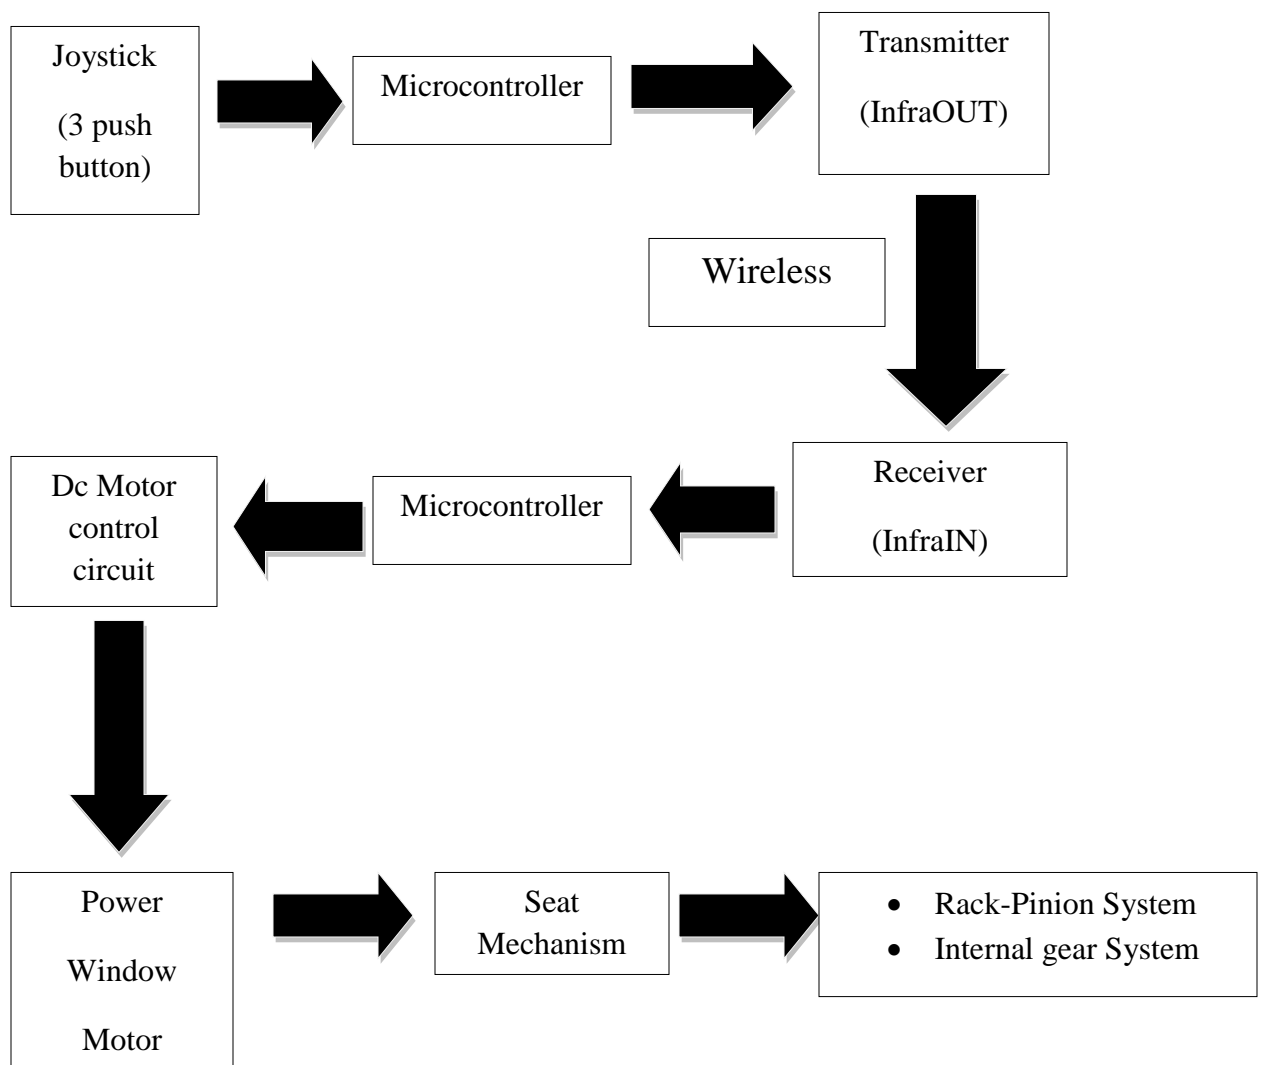 Joystick
(3 push
button)
Microcontroller
Transmitter
(InfraOUT)
Wireless
Dc Motor
control
circuit
Microcontroller
Receiver
(InfraIN)
Power
Window
Motor
Seat
Mechanism
• Rack-Pinion System
• Internal gear System